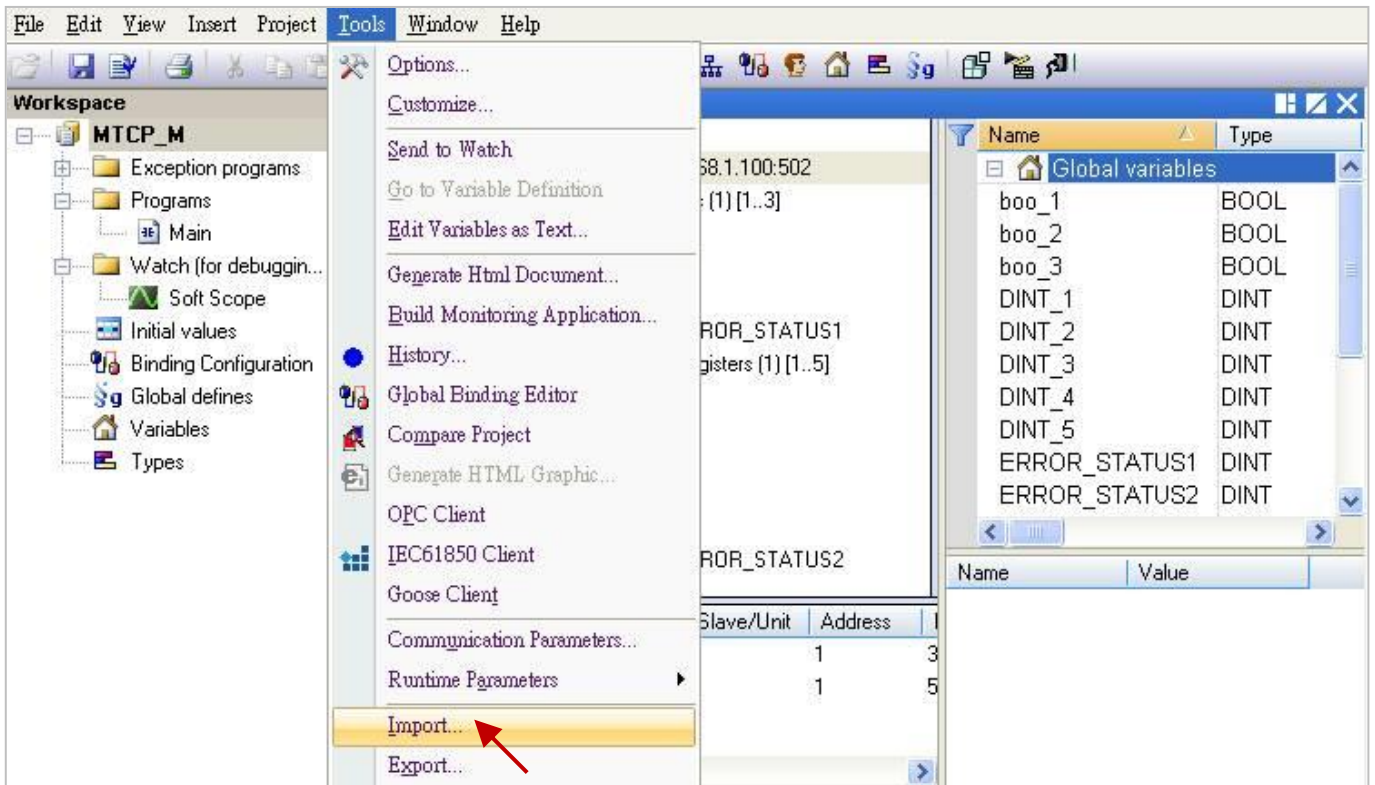 File Edit View Insert Project Tools Window Help
Workspace
MTCP_M
Exception programs
Programs
Main
Watch (for debuggin...
Soft Scope
Initial values
Binding Configuration
Global defines
Variables
Types
Options...
Customize...
Send to Watch
Go to Variable Definition
Edit Variables as Text...
Generate Html Document...
Build Monitoring Application...
History...
Global Binding Editor
Compare Project
Generate HTML Graphic...
OPC Client
IEC61850 Client
Goose Client
Communication Parameters...
Runtime Parameters
Import...
Export...
68.1.100:502
(1) [1..3]
ROR_STATUS1
gisters (1) [1..5]
ROR_STATUS2
Slave/Unit Address
1 3
1 5
Name Type
Global variables
boo_1 BOOL
boo_2 BOOL
boo_3 BOOL
DINT_1 DINT
DINT_2 DINT
DINT_3 DINT
DINT_4 DINT
DINT_5 DINT
ERROR_STATUS1 DINT
ERROR_STATUS2 DINT
Name Value